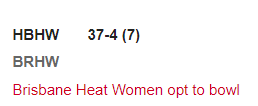 HBHW 37-4 (7)
BRHW
Brisbane Heat Women opt to bowl